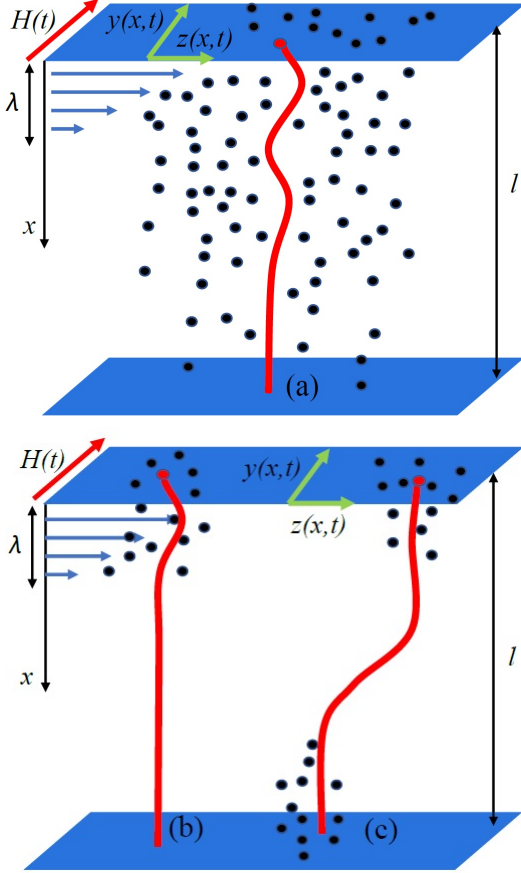 H(t)
y(x,t)
z(x,t)
λ
x
l
(a)
H(t)
y(x,t)
z(x,t)
λ
x
l
(b)
(c)